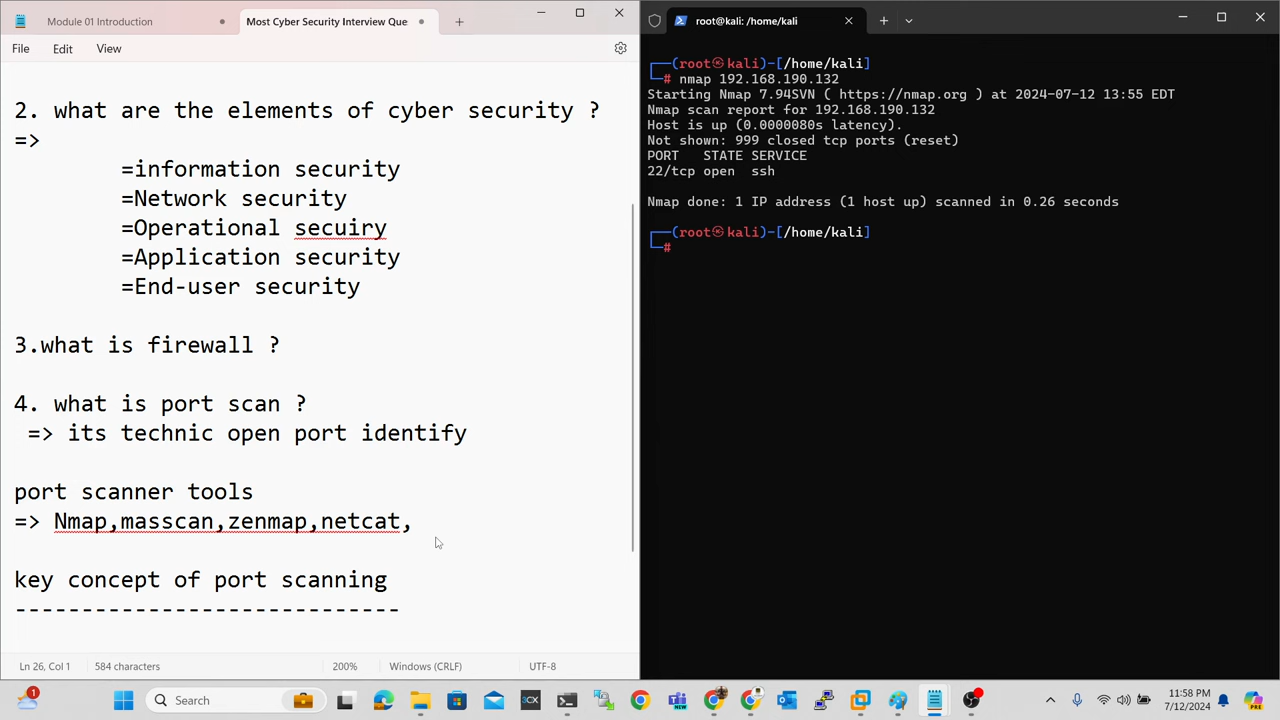 Module 01 Introduction
Most Cyber Security Interview Que
File Edit View
2. what are the elements of cyber security ?
=>
=information security
=Network security
=Operational secuiry
=Application security
=End-user security
3.what is firewall ?
4. what is port scan ?
=> its technic open port identify
port scanner tools
=> Nmap,masscan,zenmap,netcat,
key concept of port scanning
-----------------------------
Ln 26, Col 1 584 characters 200% Windows (CRLF) UTF-8
root@kali: /home/kali
┌──(root㉿kali)-[/home/kali]
└─# nmap 192.168.190.132
Starting Nmap 7.94SVN ( https://nmap.org ) at 2024-07-12 13:55 EDT
Nmap scan report for 192.168.190.132
Host is up (0.0000080s latency).
Not shown: 999 closed tcp ports (reset)
PORT   STATE SERVICE
22/tcp open  ssh
Nmap done: 1 IP address (1 host up) scanned in 0.26 seconds
┌──(root㉿kali)-[/home/kali]
└─#
1
Search
3CX
NEW
11:58 PM
7/12/2024
PRE